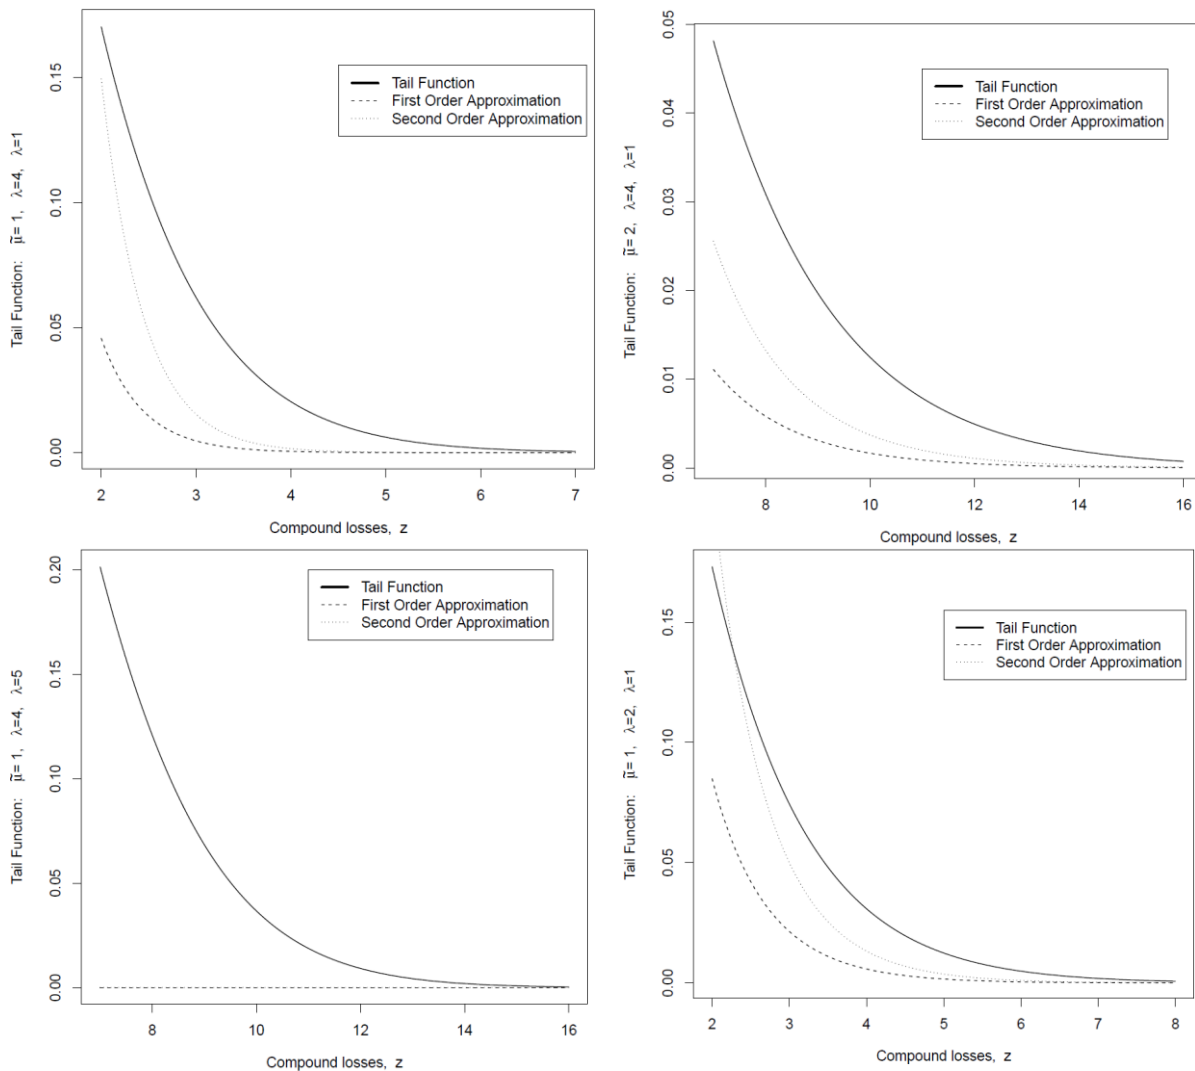 Tail Function: μ̃= 1, λ=4, λ=1
0.15
0.10
0.05
0.00
Tail Function
First Order Approximation
Second Order Approximation
2 3 4 5 6 7
Compound losses, z
Tail Function: μ̃= 2, λ=4, λ=1
0.05
0.04
0.03
0.02
0.01
0.00
Tail Function
First Order Approximation
Second Order Approximation
8 10 12 14 16
Compound losses, z
Tail Function: μ̃= 1, λ=4, λ=5
0.20
0.15
0.10
0.05
0.00
Tail Function
First Order Approximation
Second Order Approximation
8 10 12 14 16
Compound losses, z
Tail Function: μ̃= 1, λ=2, λ=1
0.15
0.10
0.05
0.00
Tail Function
First Order Approximation
Second Order Approximation
2 3 4 5 6 7 8
Compound losses, z